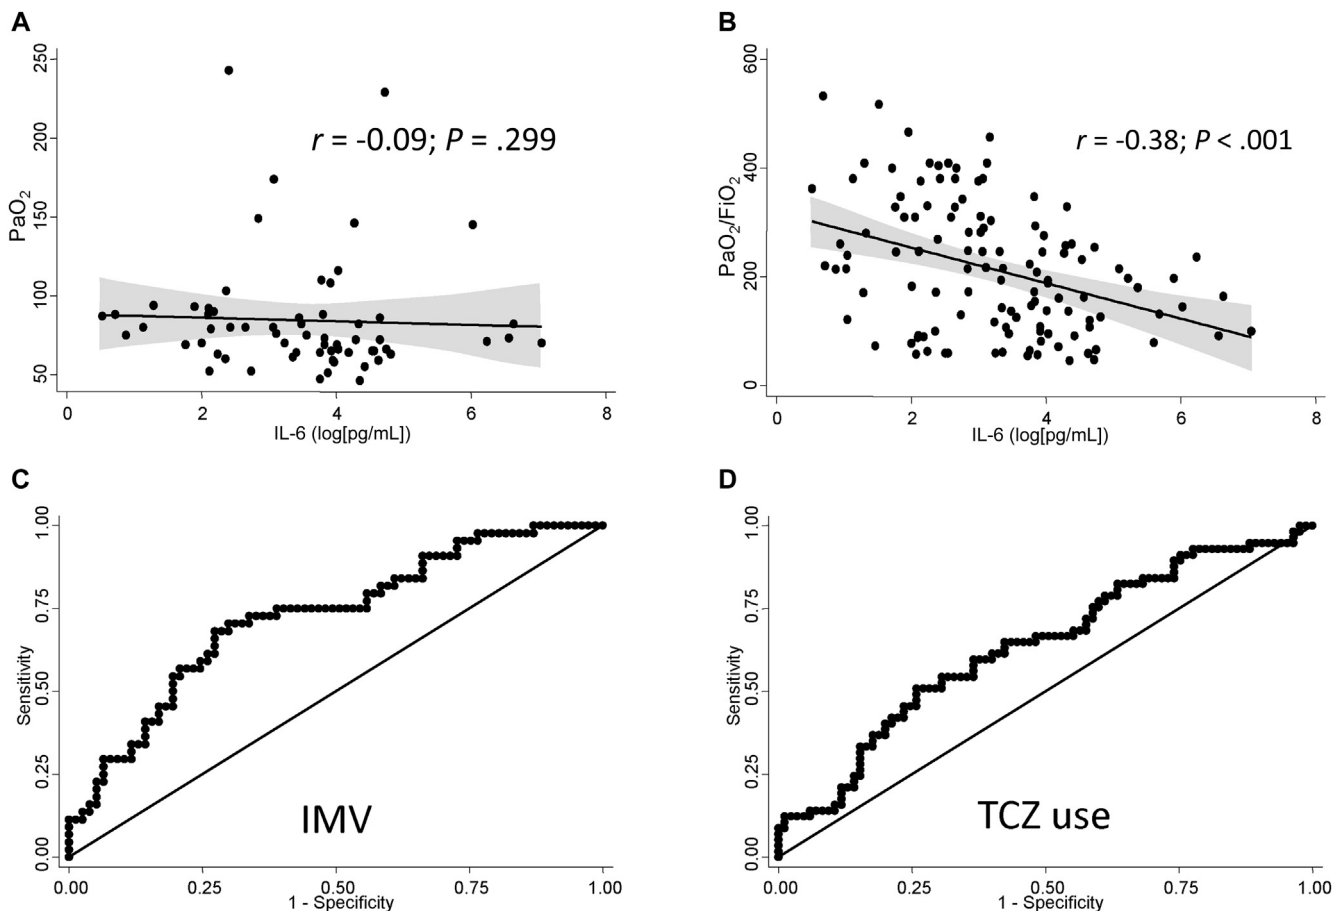 A
250
200
150
100
50
PaO2
r = -0.09; P = .299
0 2 4 6 8
IL-6 (log[pg/mL])
B
600
400
200
0
PaO2/FiO2
r = -0.38; P < .001
0 2 4 6 8
IL-6 (log[pg/mL])
C
1.00
0.75
0.50
0.25
0.00
Sensitivity
IMV
0.00 0.25 0.50 0.75 1.00
1 - Specificity
D
1.00
0.75
0.50
0.25
0.00
Sensitivity
TCZ use
0.00 0.25 0.50 0.75 1.00
1 - Specificity